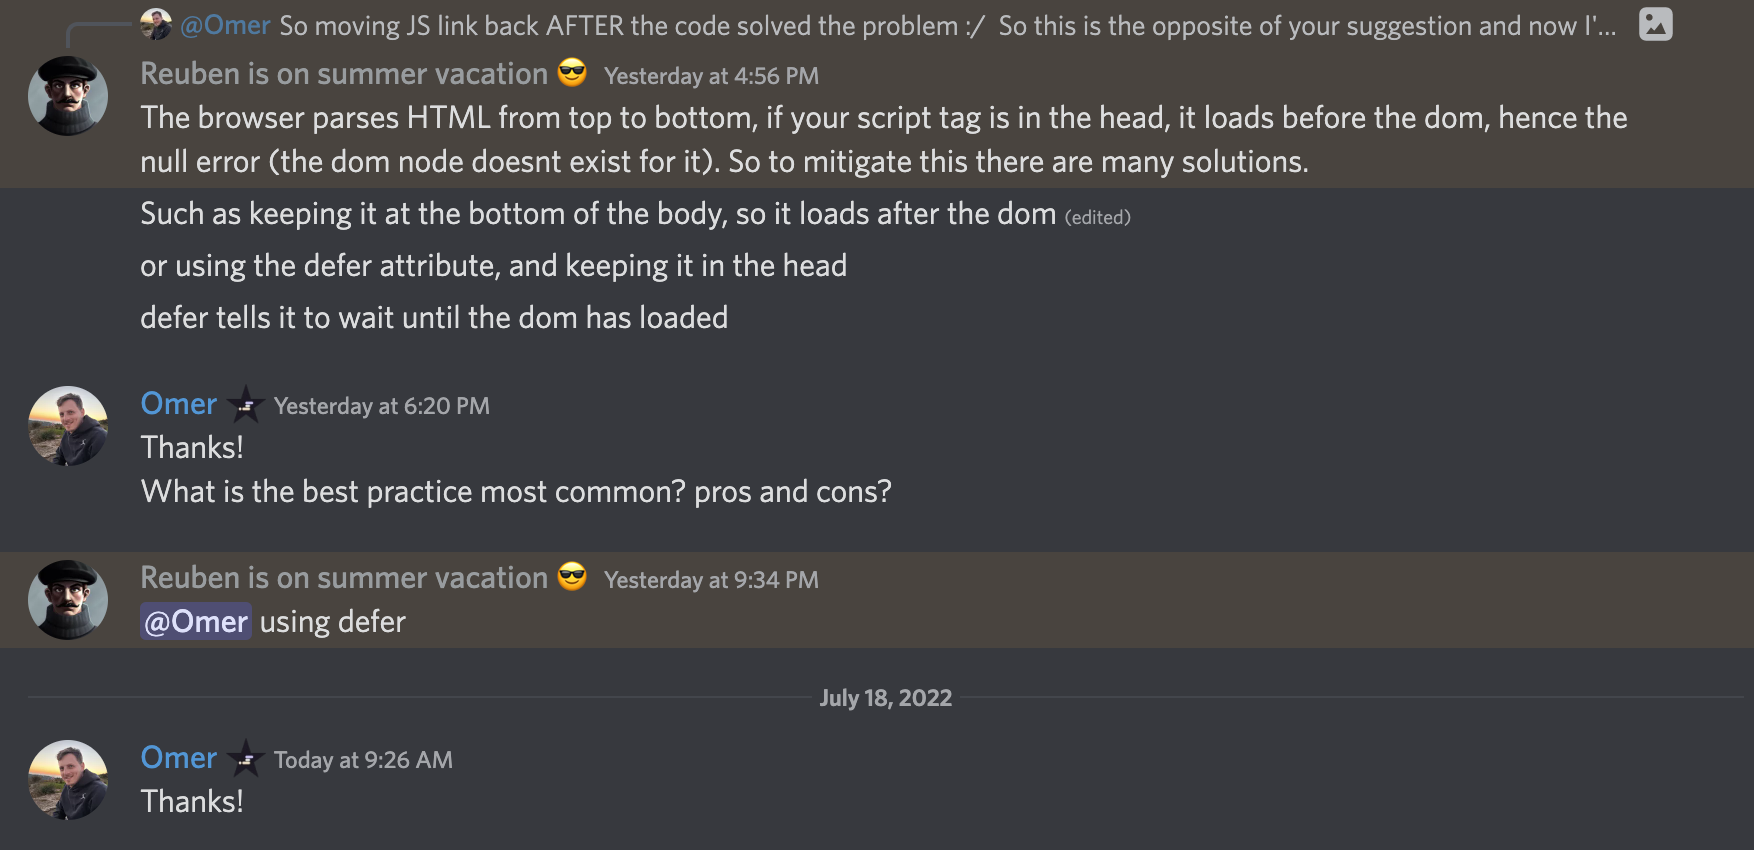 @Omer So moving JS link back AFTER the code solved the problem :/ So this is the opposite of your suggestion and now I'...
Reuben is on summer vacation 😎 Yesterday at 4:56 PM
The browser parses HTML from top to bottom, if your script tag is in the head, it loads before the dom, hence the
null error (the dom node doesnt exist for it). So to mitigate this there are many solutions.
Such as keeping it at the bottom of the body, so it loads after the dom (edited)
or using the defer attribute, and keeping it in the head
defer tells it to wait until the dom has loaded
Omer Yesterday at 6:20 PM
Thanks!
What is the best practice most common? pros and cons?
Reuben is on summer vacation 😎 Yesterday at 9:34 PM
@Omer using defer
July 18, 2022
Omer Today at 9:26 AM
Thanks!